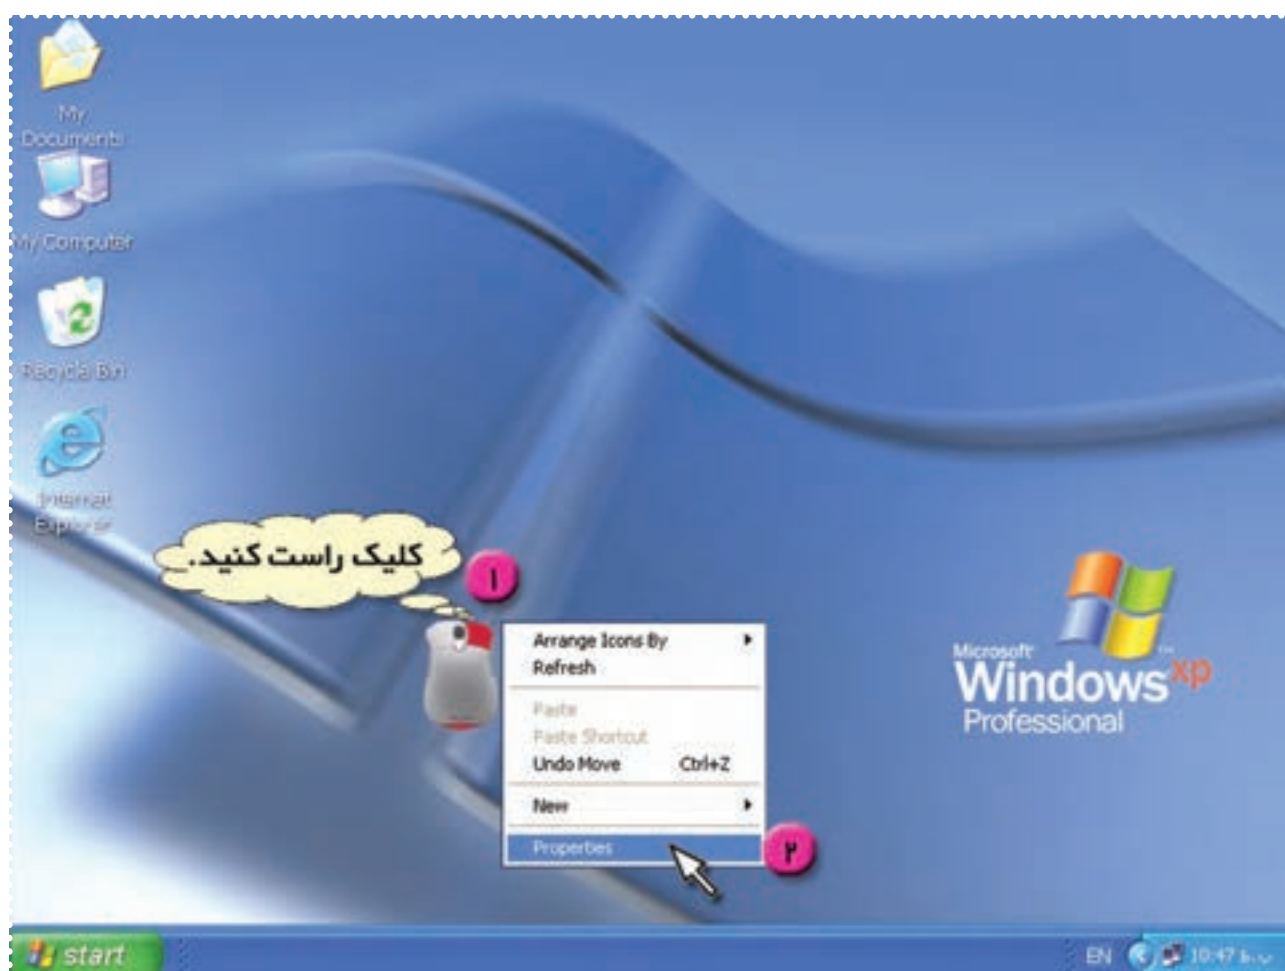 My
Documents
My Computer
Recycle Bin
Internet
Explorer
کلیک راست کنید.
۱
Arrange Icons By
Refresh
Paste
Paste Shortcut
Undo Move Ctrl+Z
New
Properties
۲
Microsoft
Windows xp
Professional
start
EN
10:47 ب.ظ